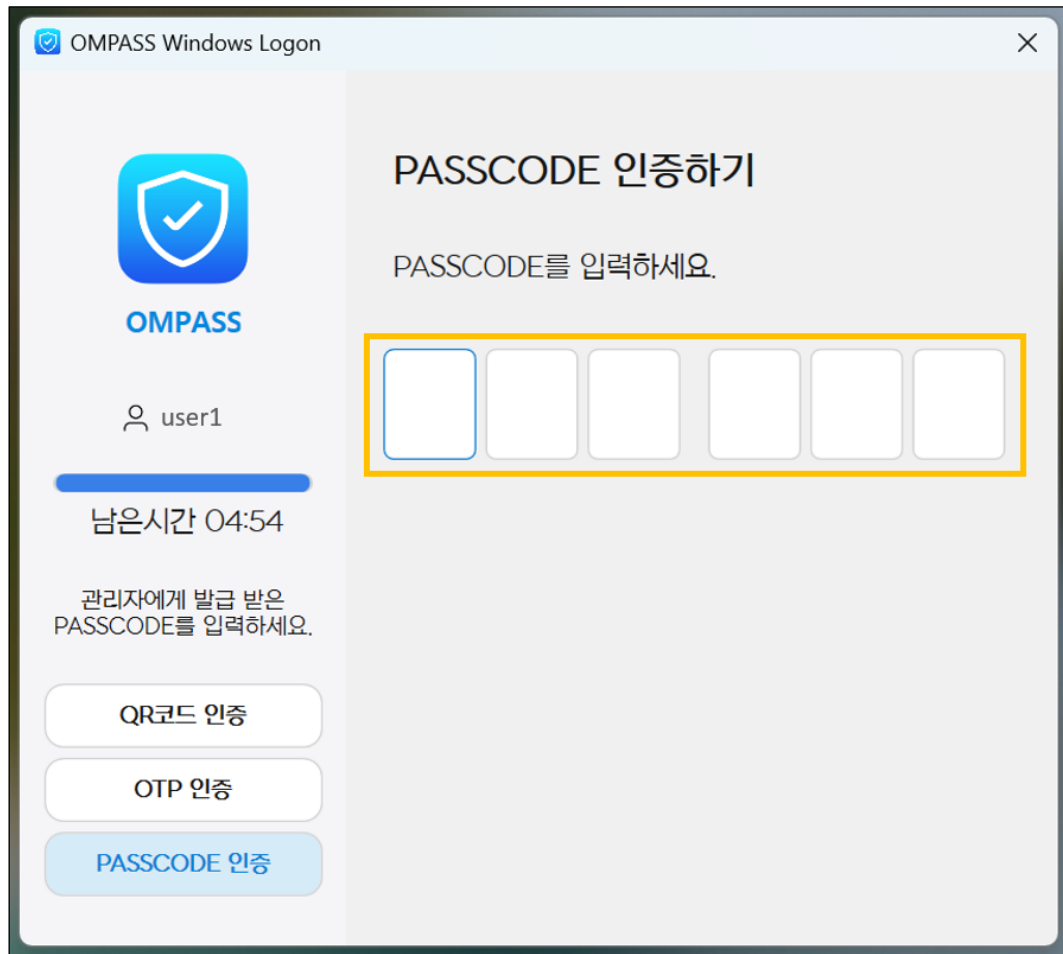 OMPASS Windows Logon
OMPASS
user1
남은시간 04:54
관리자에게 발급 받은
PASSCODE를 입력하세요.
QR코드 인증
OTP 인증
PASSCODE 인증
PASSCODE 인증하기
PASSCODE를 입력하세요.